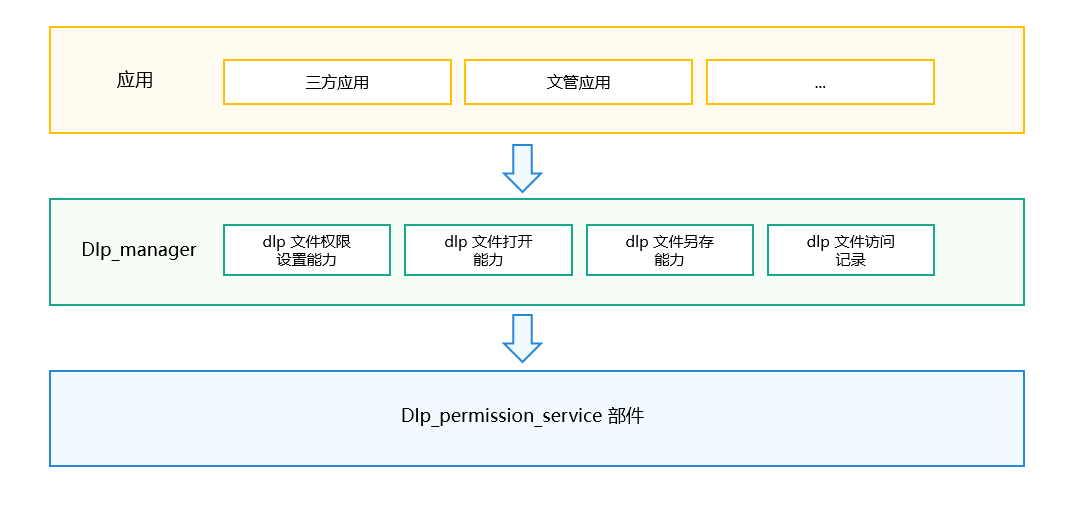 应用
三方应用
文管应用
...
Dlp_manager
dlp 文件权限
设置能力
dlp 文件打开
能力
dlp 文件另存
能力
dlp 文件访问
记录
Dlp_permission_service 部件